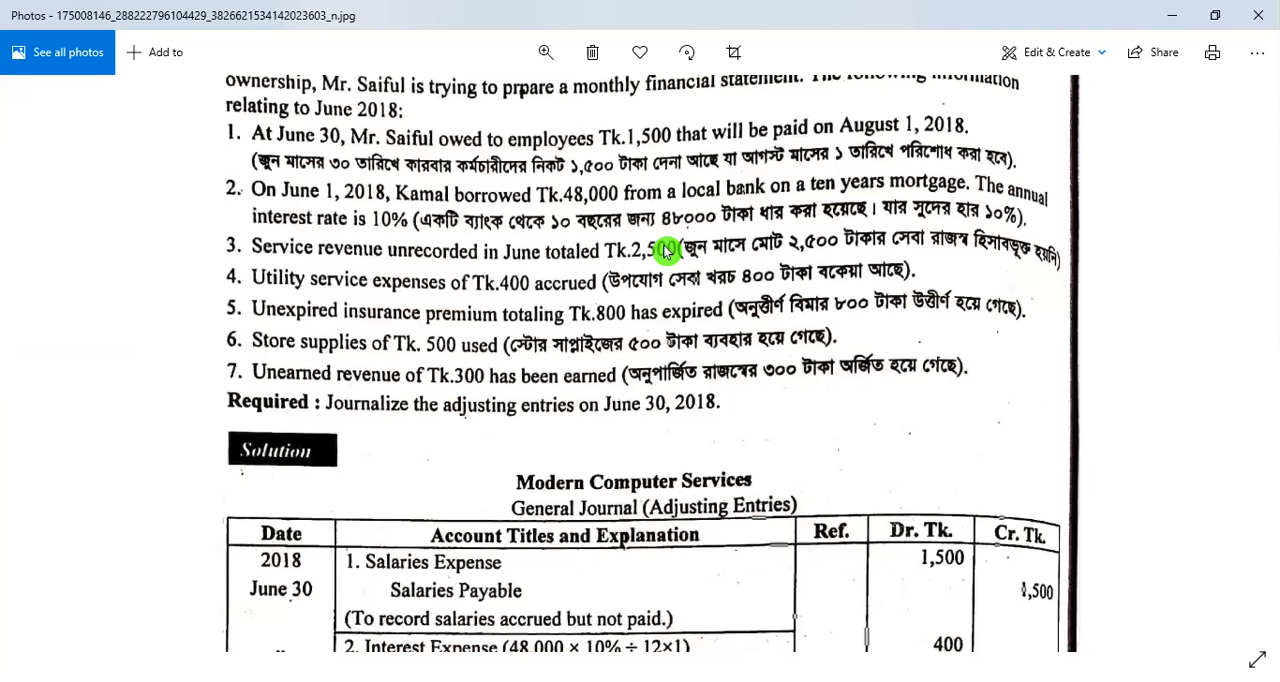 Photos - 175008146_288222796104429_3826621534142023603_n.jpg
See all photos
Add to
Edit & Create
Share
ownership, Mr. Saiful is trying to prpare a monthly financial statement. The following information
relating to June 2018:
1. At June 30, Mr. Saiful owed to employees Tk.1,500 that will be paid on August 1, 2018.
(জুন মাসের ৩০ তারিখে কারবার কর্মচারীদের নিকট ১,৫০০ টাকা দেনা আছে যা আগস্ট মাসের ১ তারিখে পরিশোধ করা হবে).
2. On June 1, 2018, Kamal borrowed Tk.48,000 from a local bank on a ten years mortgage. The annual
interest rate is 10% (একটি ব্যাংক থেকে ১০ বছরের জন্য ৪৮০০০ টাকা ধার করা হয়েছে। যার সুদের হার ১০%).
3. Service revenue unrecorded in June totaled Tk.2,500 (জুন মাসে মোট ২,৫০০ টাকার সেবা রাজস্ব হিসাবভূক্ত হয়নি)
4. Utility service expenses of Tk.400 accrued (উপযোগ সেবা খরচ ৪০০ টাকা বকেয়া আছে).
5. Unexpired insurance premium totaling Tk.800 has expired (অনুত্তীর্ণ বিমার ৮০০ টাকা উত্তীর্ণ হয়ে গেছে).
6. Store supplies of Tk. 500 used (স্টোর সাপ্লাইজের ৫০০ টাকা ব্যবহার হয়ে গেছে).
7. Unearned revenue of Tk.300 has been earned (অনুপার্জিত রাজস্বের ৩০০ টাকা অর্জিত হয়ে গেছে).
Required : Journalize the adjusting entries on June 30, 2018.
Solution
Modern Computer Services
General Journal (Adjusting Entries)
Date Account Titles and Explanation Ref. Dr. Tk. Cr. Tk.
2018 1. Salaries Expense 1,500
June 30 Salaries Payable 1,500
(To record salaries accrued but not paid.)
2. Interest Expense (48,000 × 10% ÷ 12×1) 400